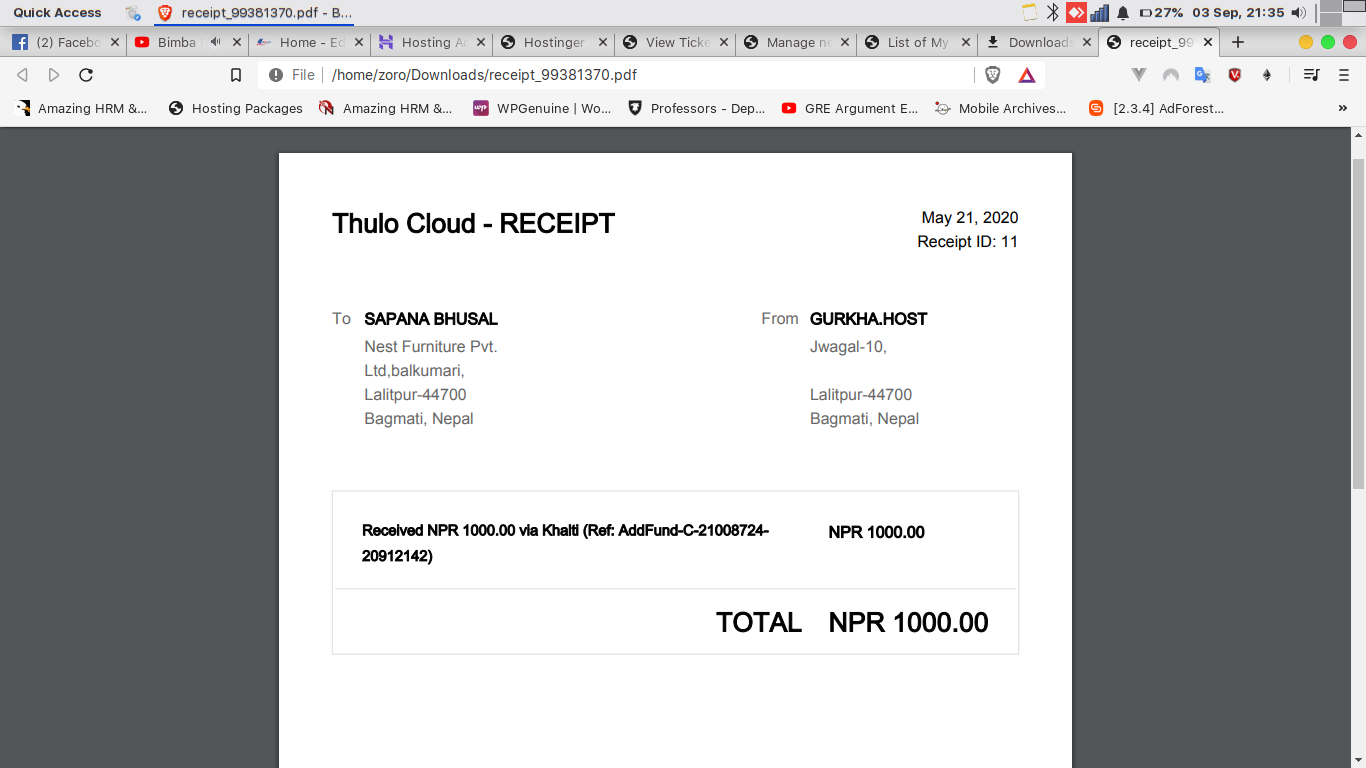 Quick Access
receipt_99381370.pdf - B...
27%
03 Sep, 21:35
(2) Facebo
Bimba
Home - Ed
Hosting Ac
Hostinger
View Ticke
Manage ne
List of My
Downloads
receipt_99
File
/home/zoro/Downloads/receipt_99381370.pdf
Amazing HRM &...
Hosting Packages
Amazing HRM &...
WPGenuine | Wo...
Professors - Dep...
GRE Argument E...
Mobile Archives...
[2.3.4] AdForest...
»
Thulo Cloud - RECEIPT
May 21, 2020
Receipt ID: 11
To SAPANA BHUSAL
Nest Furniture Pvt.
Ltd,balkumari,
Lalitpur-44700
Bagmati, Nepal
From GURKHA.HOST
Jwagal-10,
Lalitpur-44700
Bagmati, Nepal
Received NPR 1000.00 via Khalti (Ref: AddFund-C-21008724-
20912142)
NPR 1000.00
TOTAL NPR 1000.00